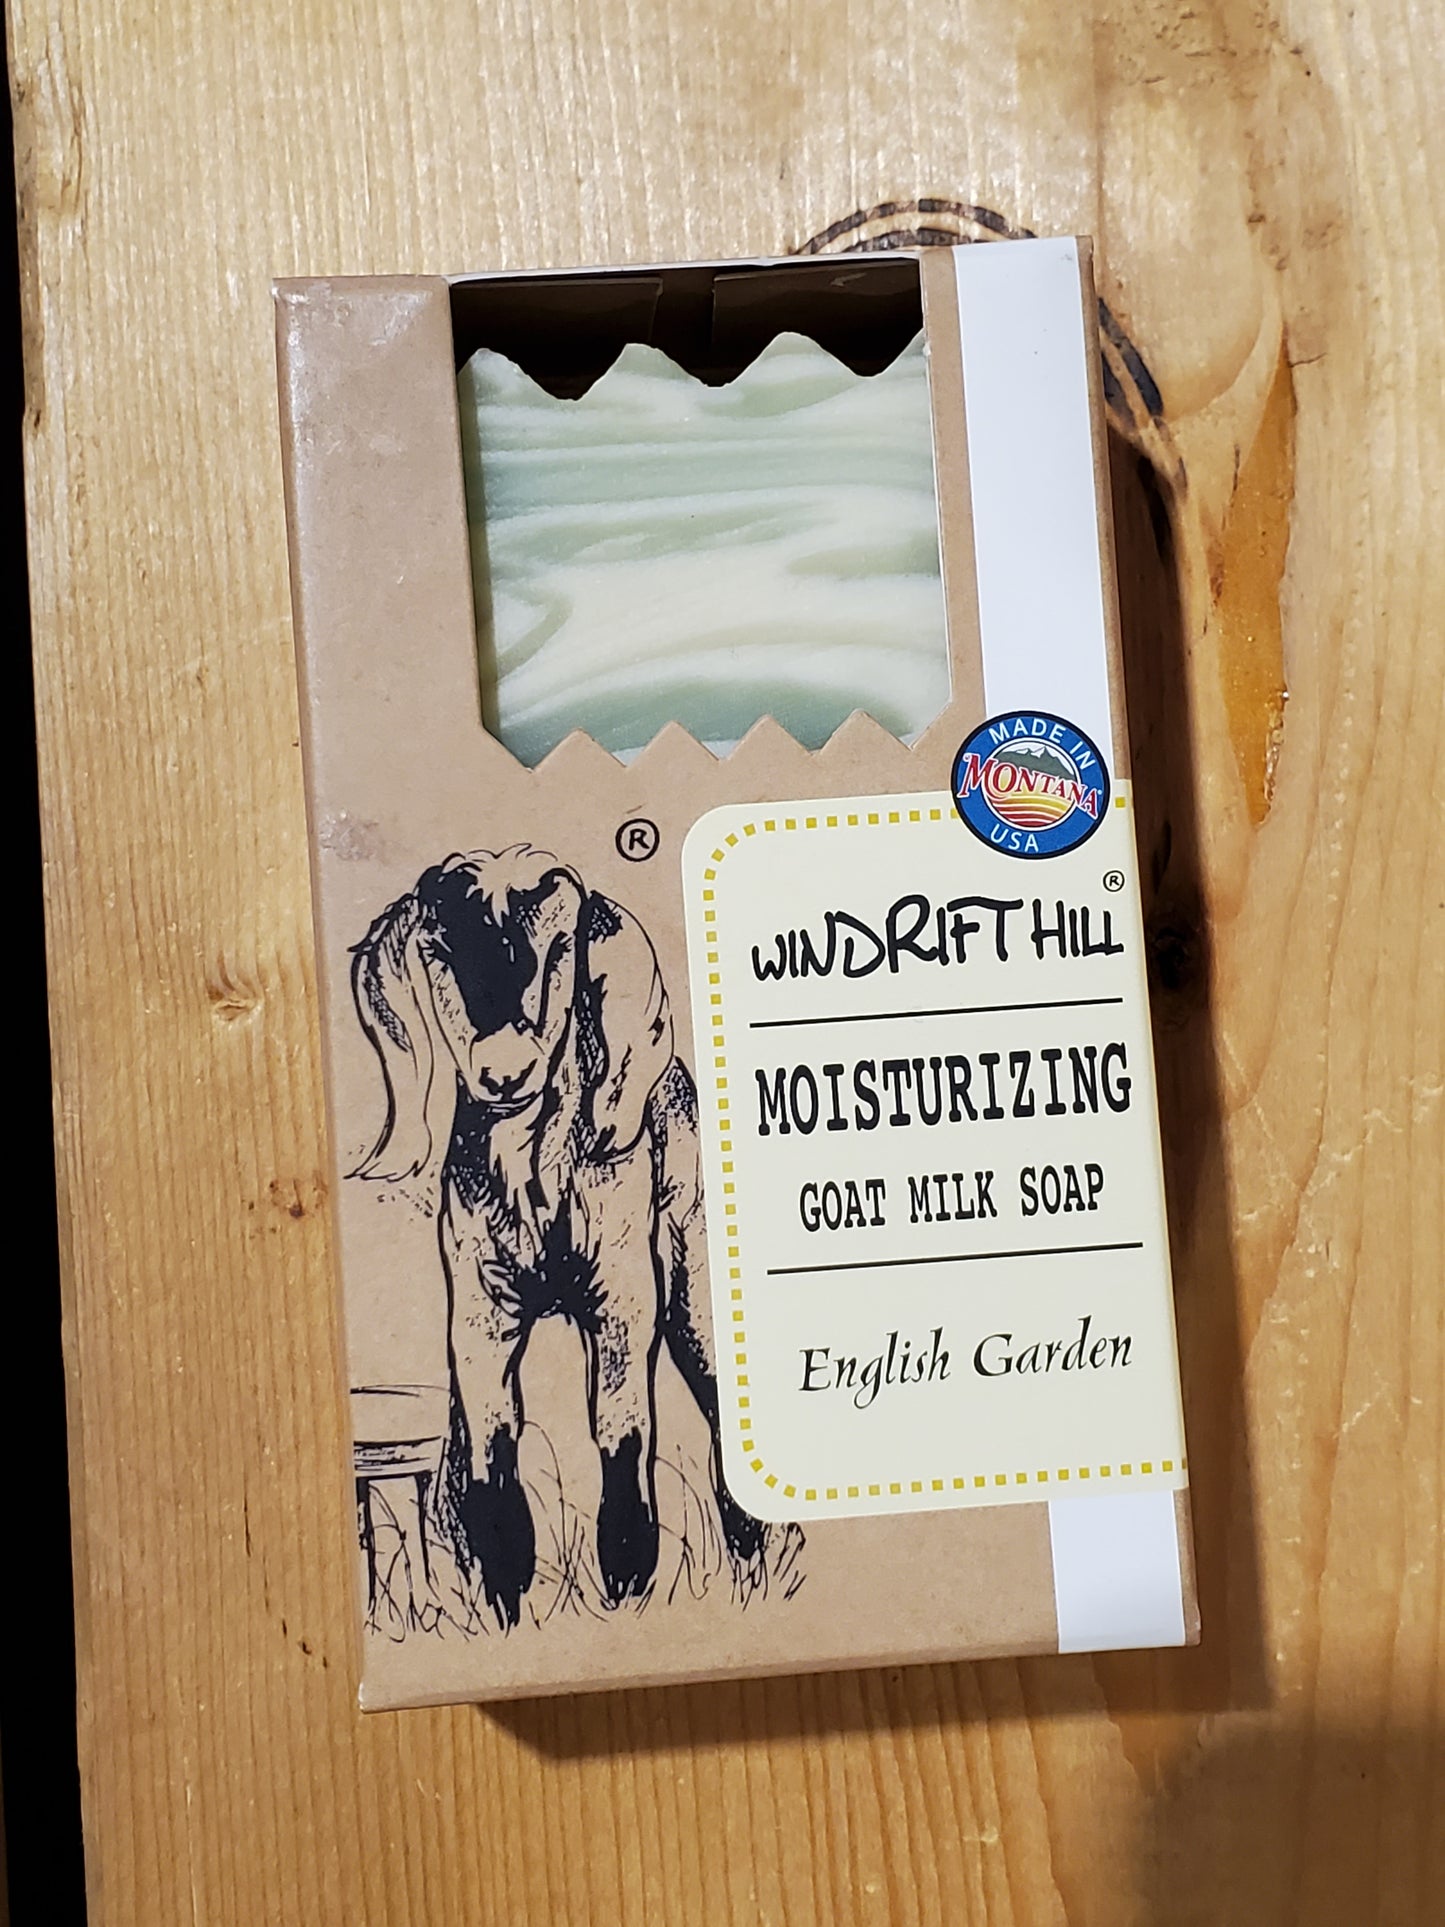 MADE IN
MONTANA
USA
®
®
WINDRIFT HILL
MOISTURIZING
GOAT MILK SOAP
English Garden